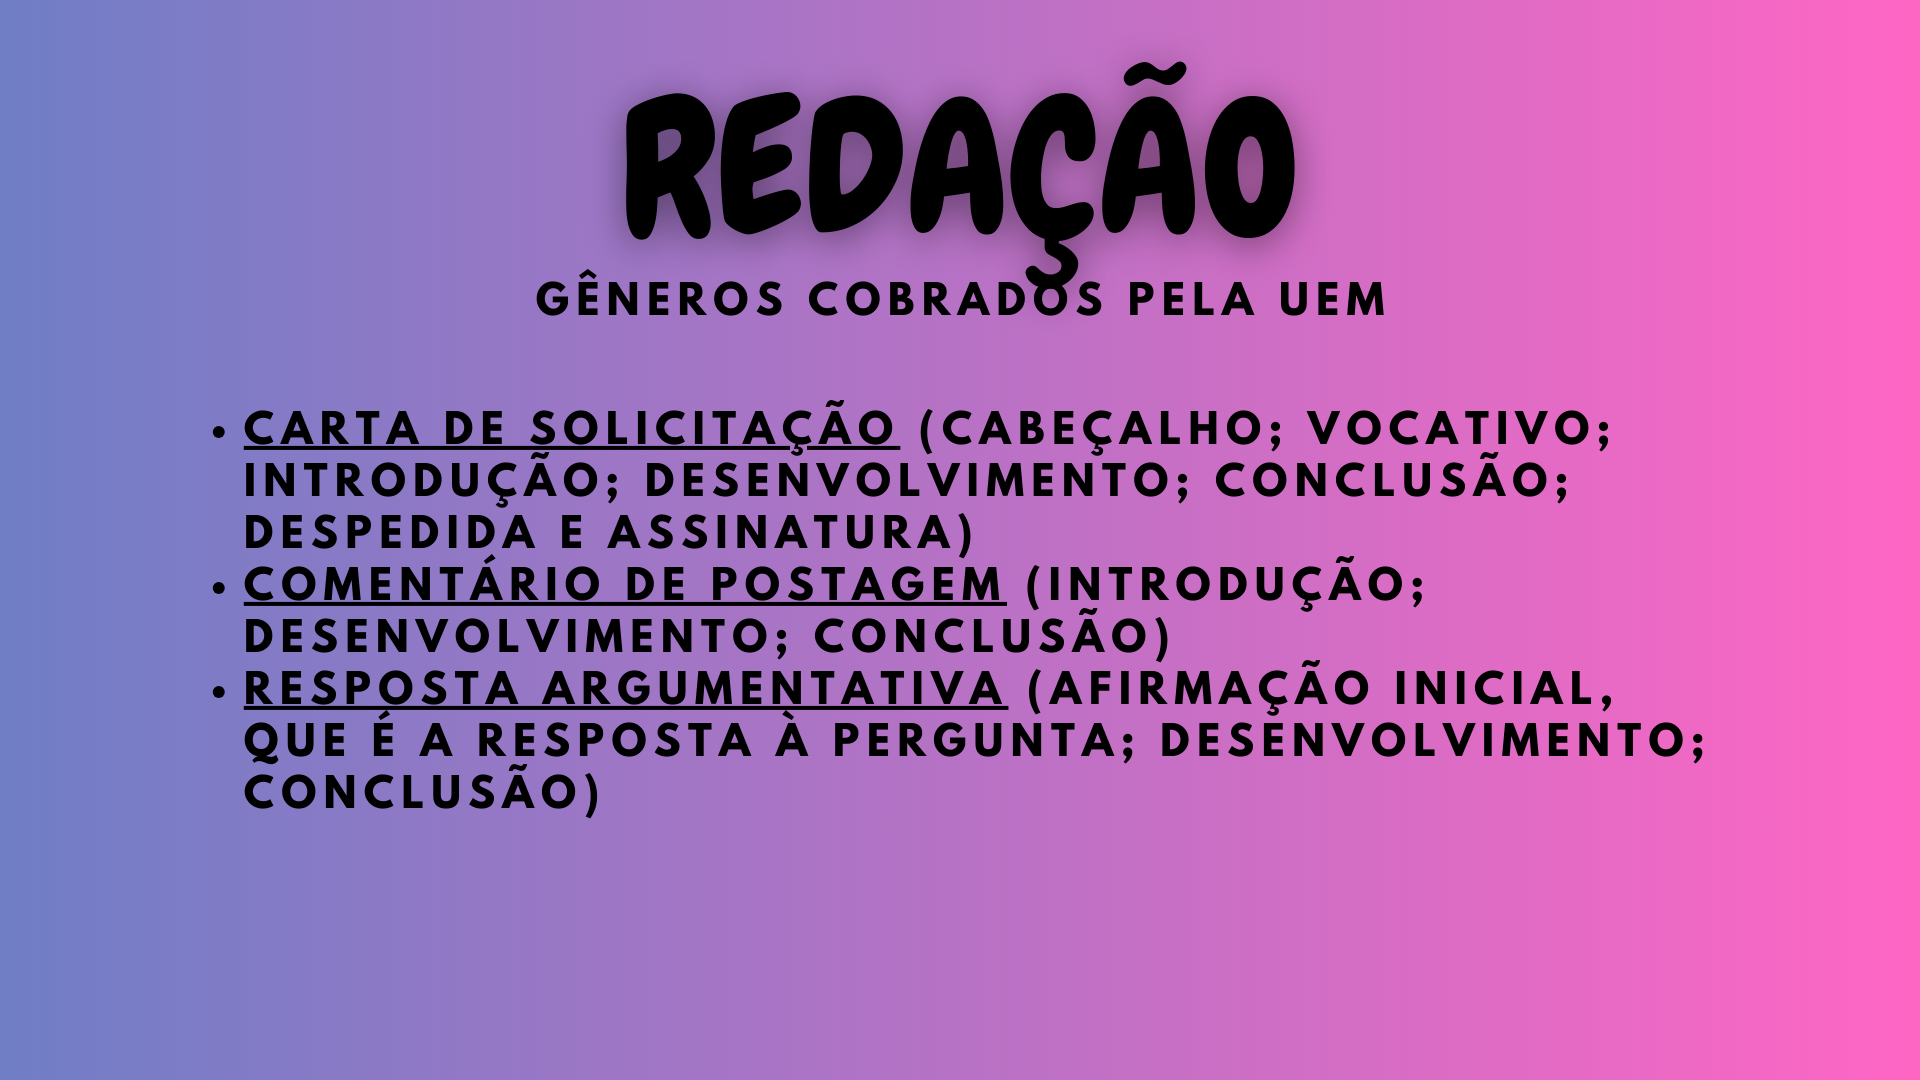 REDAÇÃO
GÊNEROS COBRADOS PELA UEM
• CARTA DE SOLICITAÇÃO (CABEÇALHO; VOCATIVO;
INTRODUÇÃO; DESENVOLVIMENTO; CONCLUSÃO;
DESPEDIDA E ASSINATURA)
• COMENTÁRIO DE POSTAGEM (INTRODUÇÃO;
DESENVOLVIMENTO; CONCLUSÃO)
• RESPOSTA ARGUMENTATIVA (AFIRMAÇÃO INICIAL,
QUE É A RESPOSTA À PERGUNTA; DESENVOLVIMENTO;
CONCLUSÃO)